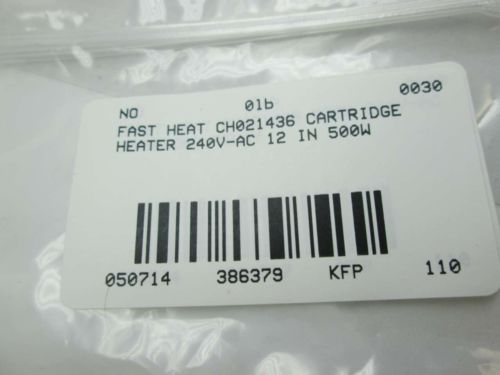 NO 01b 0030
FAST HEAT CH021436 CARTRIDGE
HEATER 240V-AC 12 IN 500W
050714 386379 KFP 110